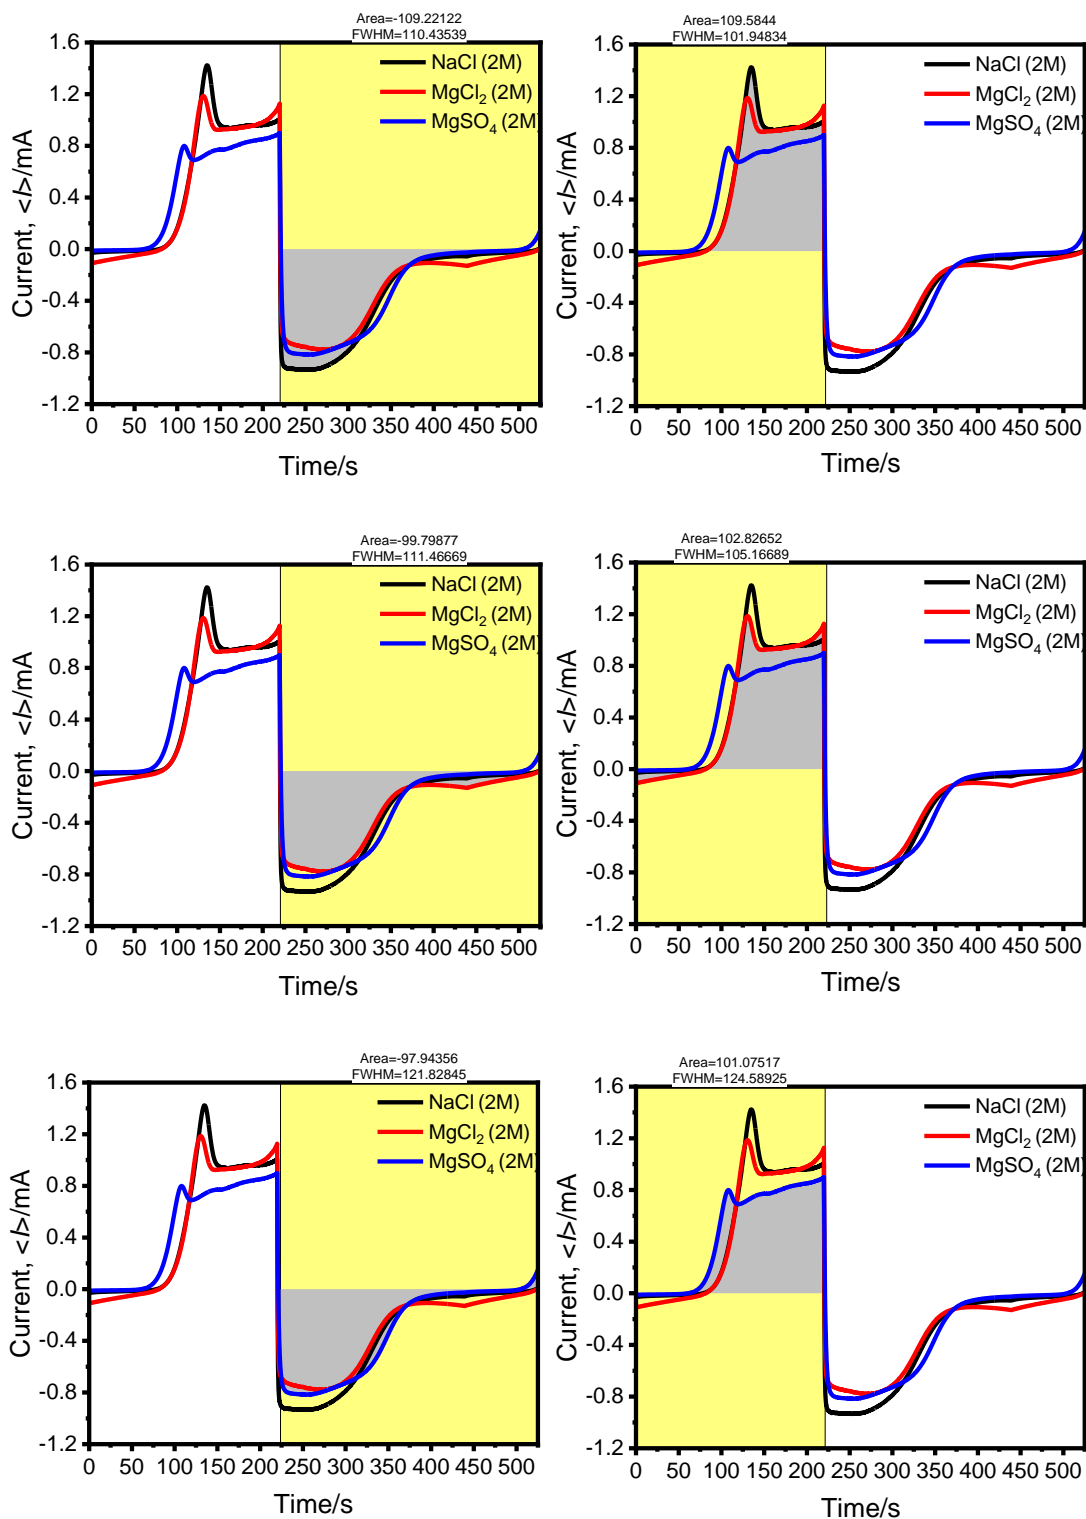 Area=-109.22122
FWHM=110.43539
1.6
1.2
0.8
0.4
0.0
-0.4
-0.8
-1.2
Current, <I>/mA
NaCl (2M)
MgCl₂ (2M)
MgSO₄ (2M)
0 50 100 150 200 250 300 350 400 450 500
Time/s
Area=109.5844
FWHM=101.94834
1.6
1.2
0.8
0.4
0.0
-0.4
-0.8
-1.2
Current, <I>/mA
NaCl (2M)
MgCl₂ (2M)
MgSO₄ (2M)
0 50 100 150 200 250 300 350 400 450 500
Time/s
Area=-99.79877
FWHM=111.46669
1.6
1.2
0.8
0.4
0.0
-0.4
-0.8
-1.2
Current, <I>/mA
NaCl (2M)
MgCl₂ (2M)
MgSO₄ (2M)
0 50 100 150 200 250 300 350 400 450 500
Time/s
Area=102.82652
FWHM=105.16689
1.6
1.2
0.8
0.4
0.0
-0.4
-0.8
-1.2
Current, <I>/mA
NaCl (2M)
MgCl₂ (2M)
MgSO₄ (2M)
0 50 100 150 200 250 300 350 400 450 500
Time/s
Area=-97.94356
FWHM=121.82845
1.6
1.2
0.8
0.4
0.0
-0.4
-0.8
-1.2
Current, <I>/mA
NaCl (2M)
MgCl₂ (2M)
MgSO₄ (2M)
0 50 100 150 200 250 300 350 400 450 500
Time/s
Area=101.07517
FWHM=124.58925
1.6
1.2
0.8
0.4
0.0
-0.4
-0.8
-1.2
Current, <I>/mA
NaCl (2M)
MgCl₂ (2M)
MgSO₄ (2M)
0 50 100 150 200 250 300 350 400 450 500
Time/s